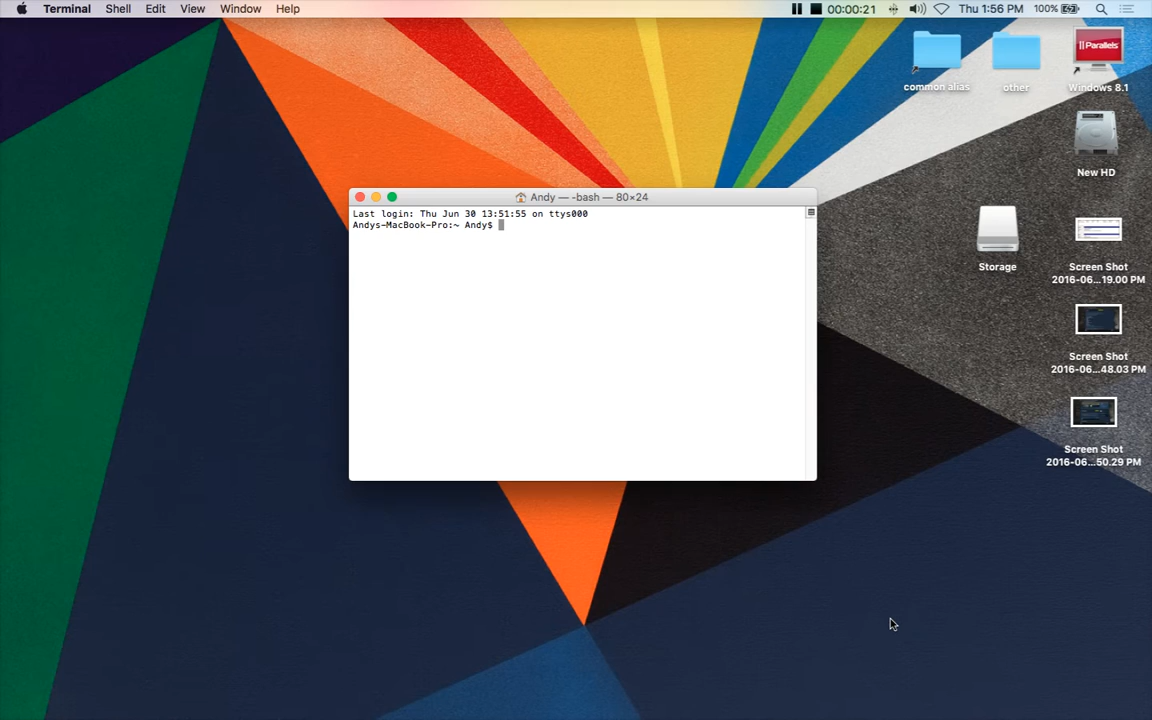 Terminal Shell Edit View Window Help 00:00:21 Thu 1:56 PM 100%
common alias
other
Parallels
Windows 8.1
New HD
Andy — -bash — 80×24
Last login: Thu Jun 30 13:51:55 on ttys000
Andys-MacBook-Pro:~ Andy$
Storage
Screen Shot
2016-06...19.00 PM
Screen Shot
2016-06...48.03 PM
Screen Shot
2016-06...50.29 PM